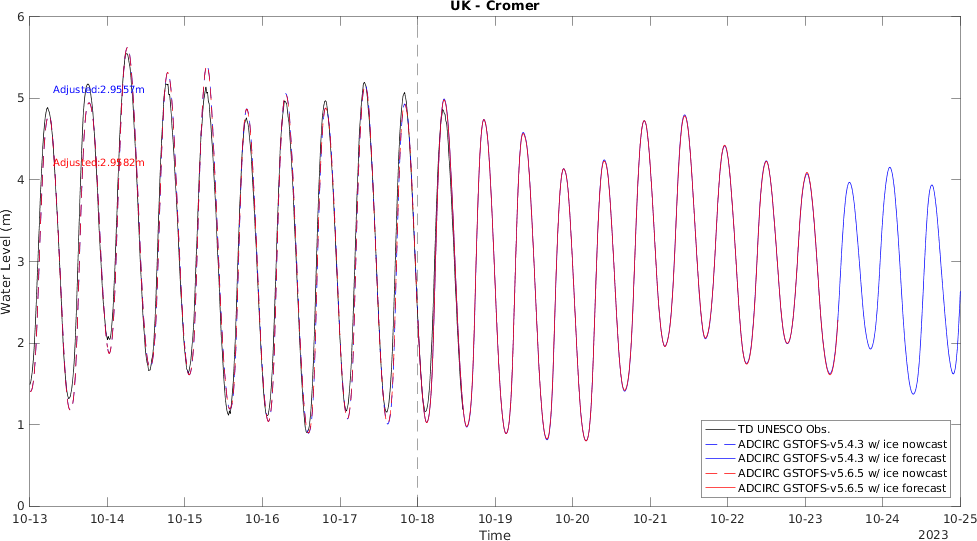 UK - Cromer
6
5
4
3
2
1
0
Water Level (m)
Adjusted:2.9557m
Adjusted:2.9582m
TD UNESCO Obs.
ADCIRC GSTOFS-v5.4.3 w/ ice nowcast
ADCIRC GSTOFS-v5.4.3 w/ ice forecast
ADCIRC GSTOFS-v5.6.5 w/ ice nowcast
ADCIRC GSTOFS-v5.6.5 w/ ice forecast
10-13 10-14 10-15 10-16 10-17 10-18 10-19 10-20 10-21 10-22 10-23 10-24 10-25
Time
2023